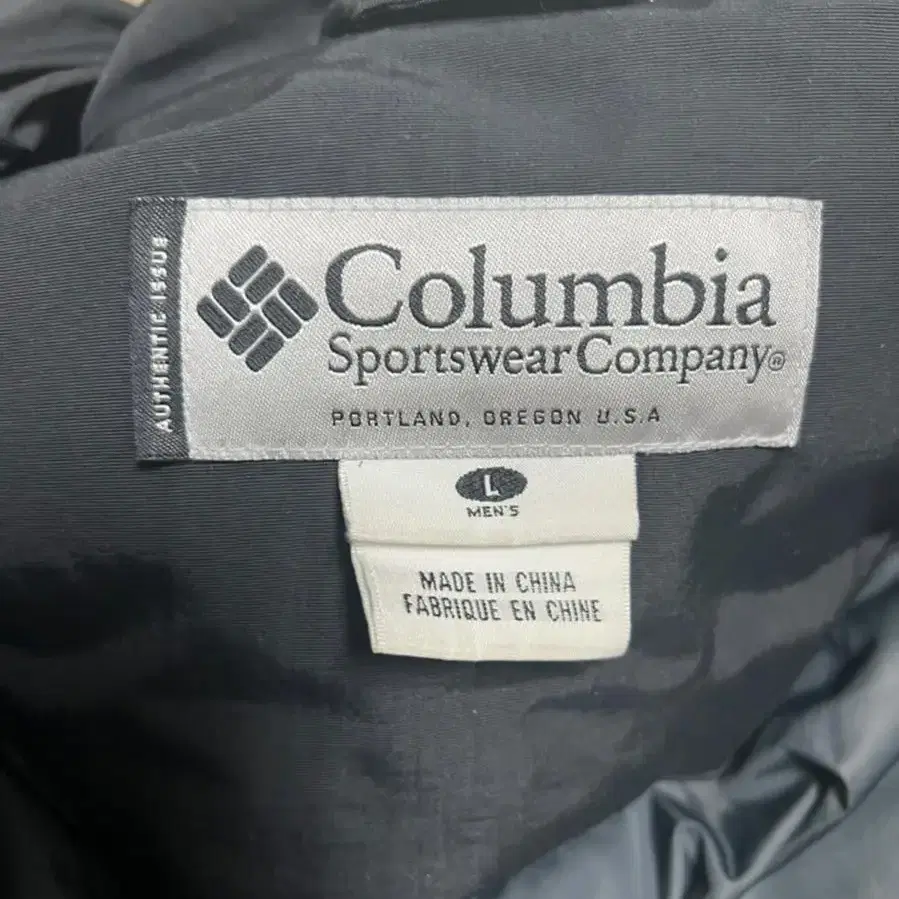 AUTHENTIC ISSUE
Columbia
Sportswear Company®
PORTLAND, OREGON U.S.A
L
MEN'S
MADE IN CHINA
FABRIQUE EN CHINE